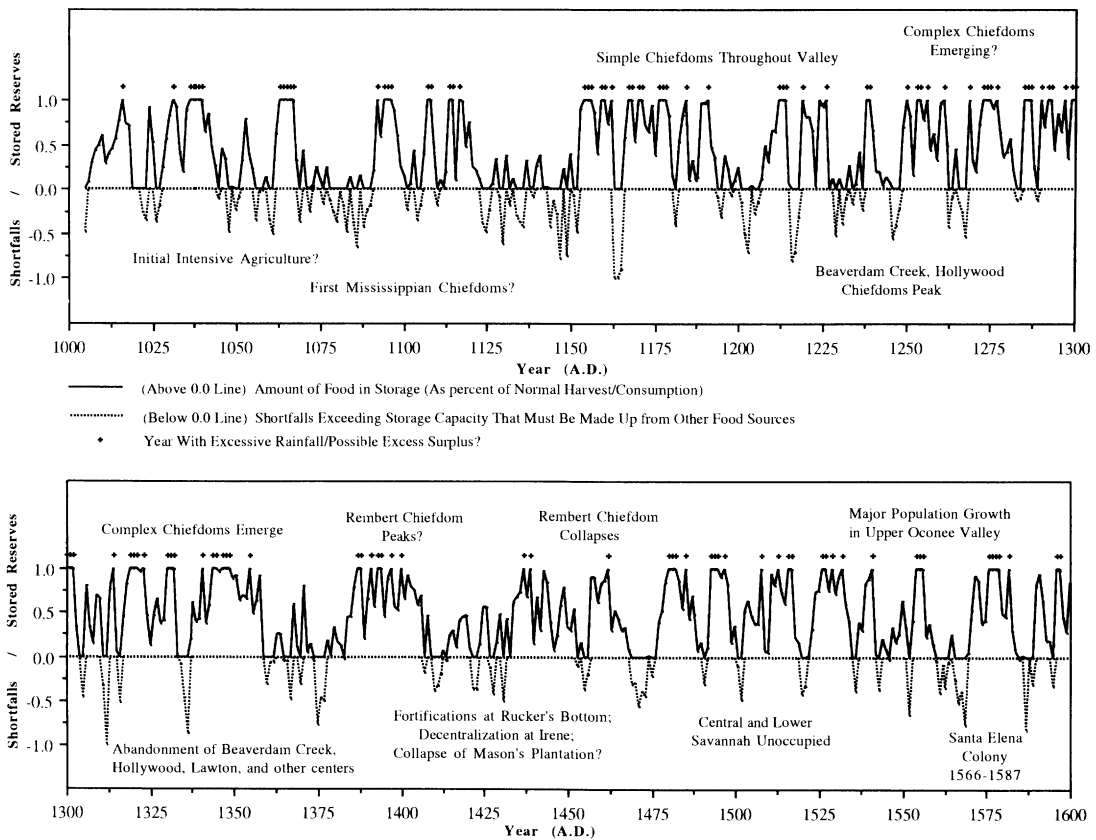 Complex Chiefdoms
Emerging?
Simple Chiefdoms Throughout Valley
Shortfalls / Stored Reserves
1.0
0.5
0.0
-0.5
-1.0
Initial Intensive Agriculture?
First Mississippian Chiefdoms?
Beaverdam Creek, Hollywood
Chiefdoms Peak
1000 1025 1050 1075 1100 1125 1150 1175 1200 1225 1250 1275 1300
Year (A.D.)
(Above 0.0 Line) Amount of Food in Storage (As percent of Normal Harvest/Consumption)
(Below 0.0 Line) Shortfalls Exceeding Storage Capacity That Must Be Made Up from Other Food Sources
Year With Excessive Rainfall/Possible Excess Surplus?
Complex Chiefdoms Emerge
Rembert Chiefdom
Peaks?
Rembert Chiefdom
Collapses
Major Population Growth
in Upper Oconee Valley
Shortfalls / Stored Reserves
1.0
0.5
0.0
-0.5
-1.0
Abandonment of Beaverdam Creek,
Hollywood, Lawton, and other centers
Fortifications at Rucker's Bottom;
Decentralization at Irene;
Collapse of Mason's Plantation?
Central and Lower
Savannah Unoccupied
Santa Elena
Colony
1566-1587
1300 1325 1350 1375 1400 1425 1450 1475 1500 1525 1550 1575 1600
Year (A.D.)